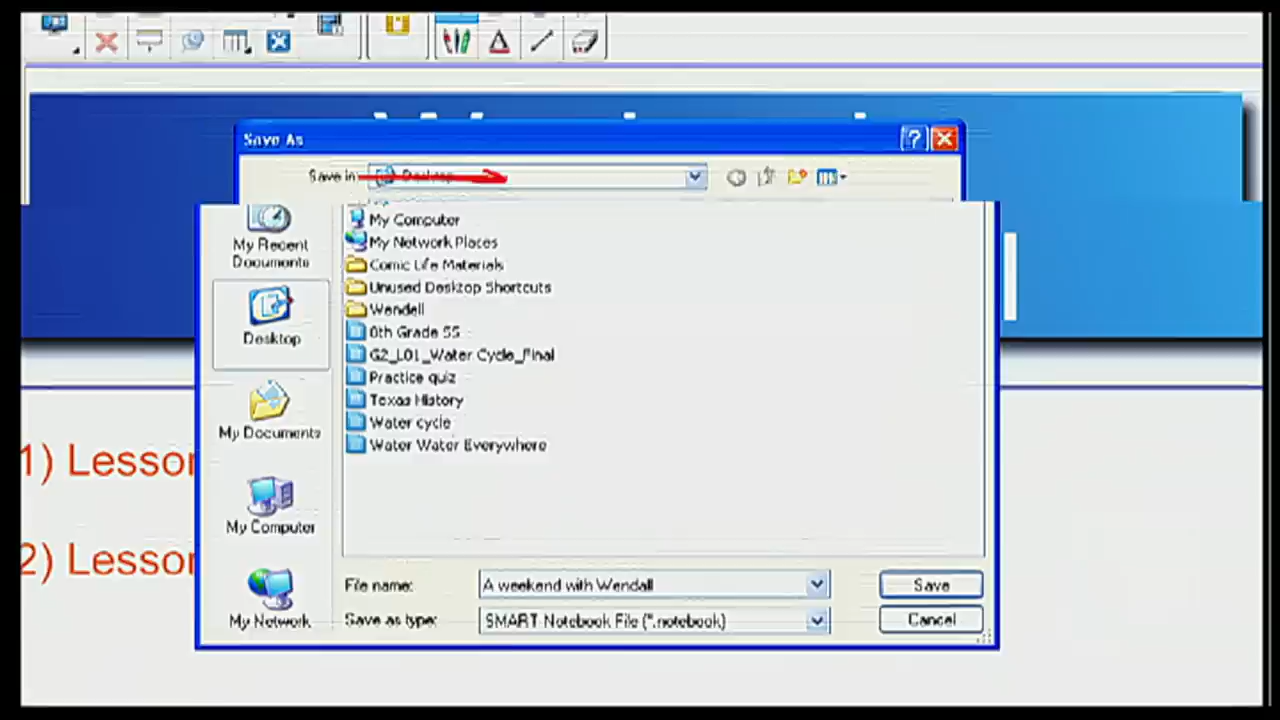 Save As
Save in:
Desktop
My Computer
My Network Places
Comic Life Materials
Unused Desktop Shortcuts
Wendell
8th Grade SS
G2_L01_Water Cycle_final
Practice quiz
Texas History
Water cycle
Water Water Everywhere
My Recent
Documents
Desktop
My Documents
My Computer
My Network
File name:
A weekend with Wendall
Save
Save as type:
SMART Notebook File (*.notebook)
Cancel
1) Lesson
2) Lesson